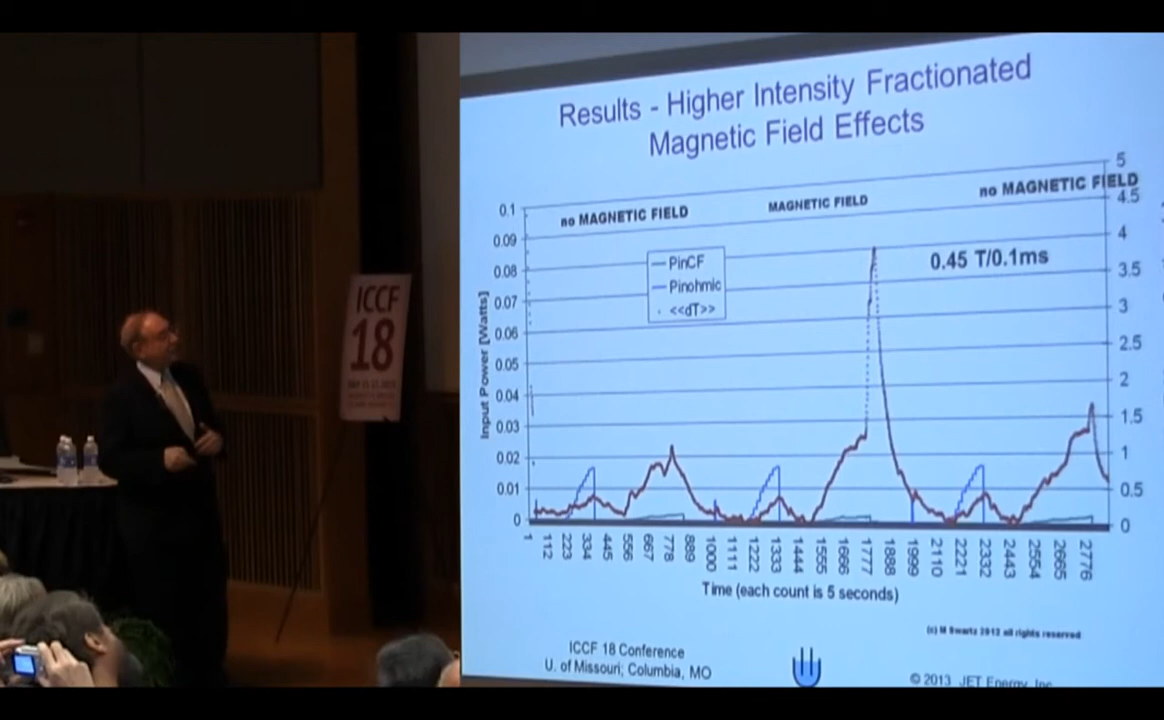 Results - Higher Intensity Fractionated
Magnetic Field Effects
no MAGNETIC FIELD
MAGNETIC FIELD
no MAGNETIC FIELD
0.45 T/0.1ms
PinCF
Pinohmic
<<dT>>
Input Power [Watts]
0.1
0.09
0.08
0.07
0.06
0.05
0.04
0.03
0.02
0.01
0
5
4.5
4
3.5
3
2.5
2
1.5
1
0.5
0
1 112 223 334 445 556 667 778 889 1000 1111 1222 1333 1444 1555 1666 1777 1888 1999 2110 2221 2332 2443 2554 2665 2776
Time (each count is 5 seconds)
(c) M Swartz 2013 all rights reserved
ICCF 18 Conference
U. of Missouri; Columbia, MO
© 2013 JET Energy, Inc
ICCF
18